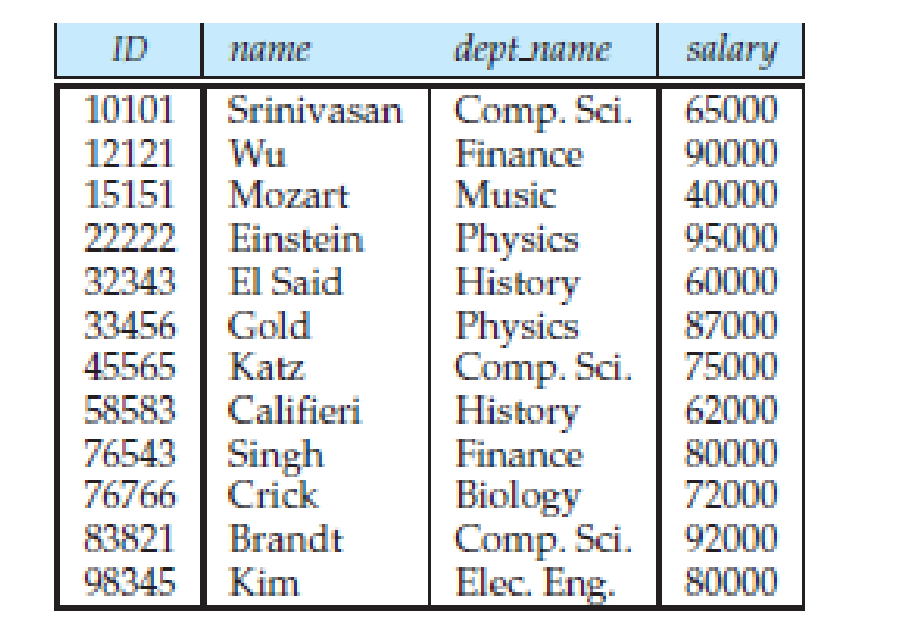 ID name dept_name salary
10101 Srinivasan Comp. Sci. 65000
12121 Wu Finance 90000
15151 Mozart Music 40000
22222 Einstein Physics 95000
32343 El Said History 60000
33456 Gold Physics 87000
45565 Katz Comp. Sci. 75000
58583 Califieri History 62000
76543 Singh Finance 80000
76766 Crick Biology 72000
83821 Brandt Comp. Sci. 92000
98345 Kim Elec. Eng. 80000